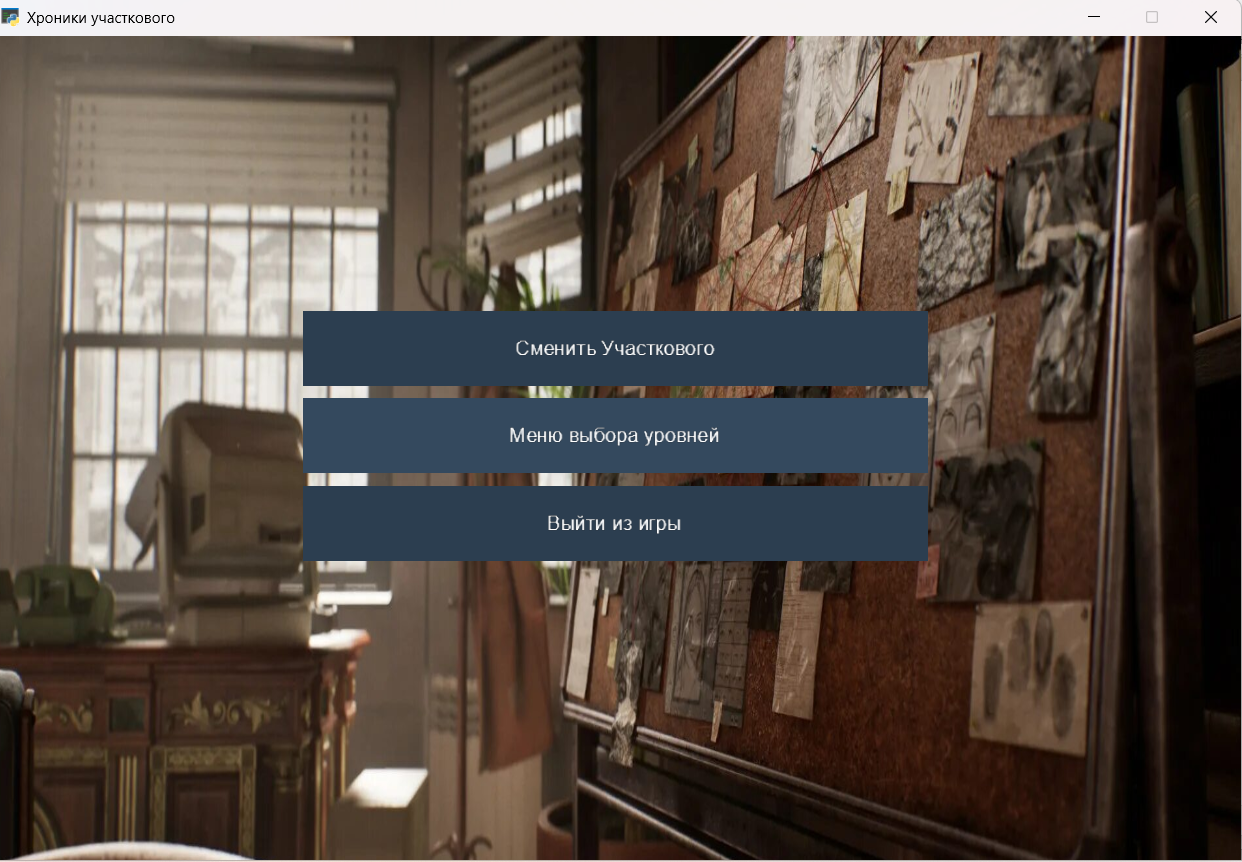 Хроники участкового
Сменить Участкового
Меню выбора уровней
Выйти из игры